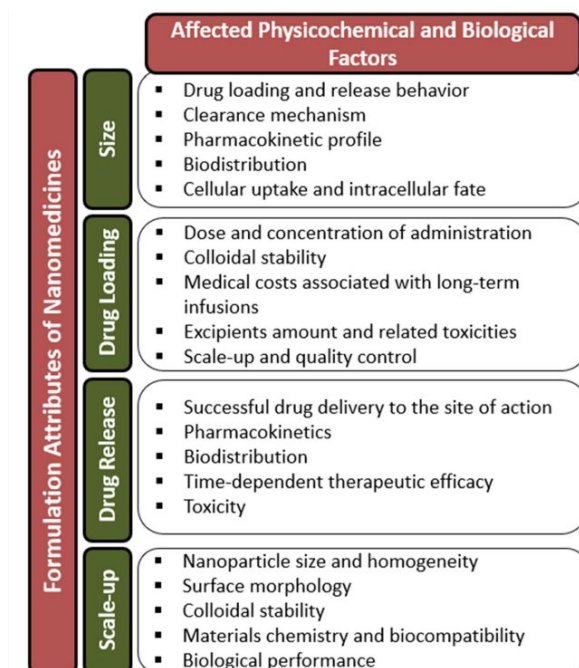 Affected Physicochemical and Biological
Factors
Formulation Attributes of Nanomedicines
Size
▪ Drug loading and release behavior
▪ Clearance mechanism
▪ Pharmacokinetic profile
▪ Biodistribution
▪ Cellular uptake and intracellular fate
Drug Loading
▪ Dose and concentration of administration
▪ Colloidal stability
▪ Medical costs associated with long-term
infusions
▪ Excipients amount and related toxicities
▪ Scale-up and quality control
Drug Release
▪ Successful drug delivery to the site of action
▪ Pharmacokinetics
▪ Biodistribution
▪ Time-dependent therapeutic efficacy
▪ Toxicity
Scale-up
▪ Nanoparticle size and homogeneity
▪ Surface morphology
▪ Colloidal stability
▪ Materials chemistry and biocompatibility
▪ Biological performance